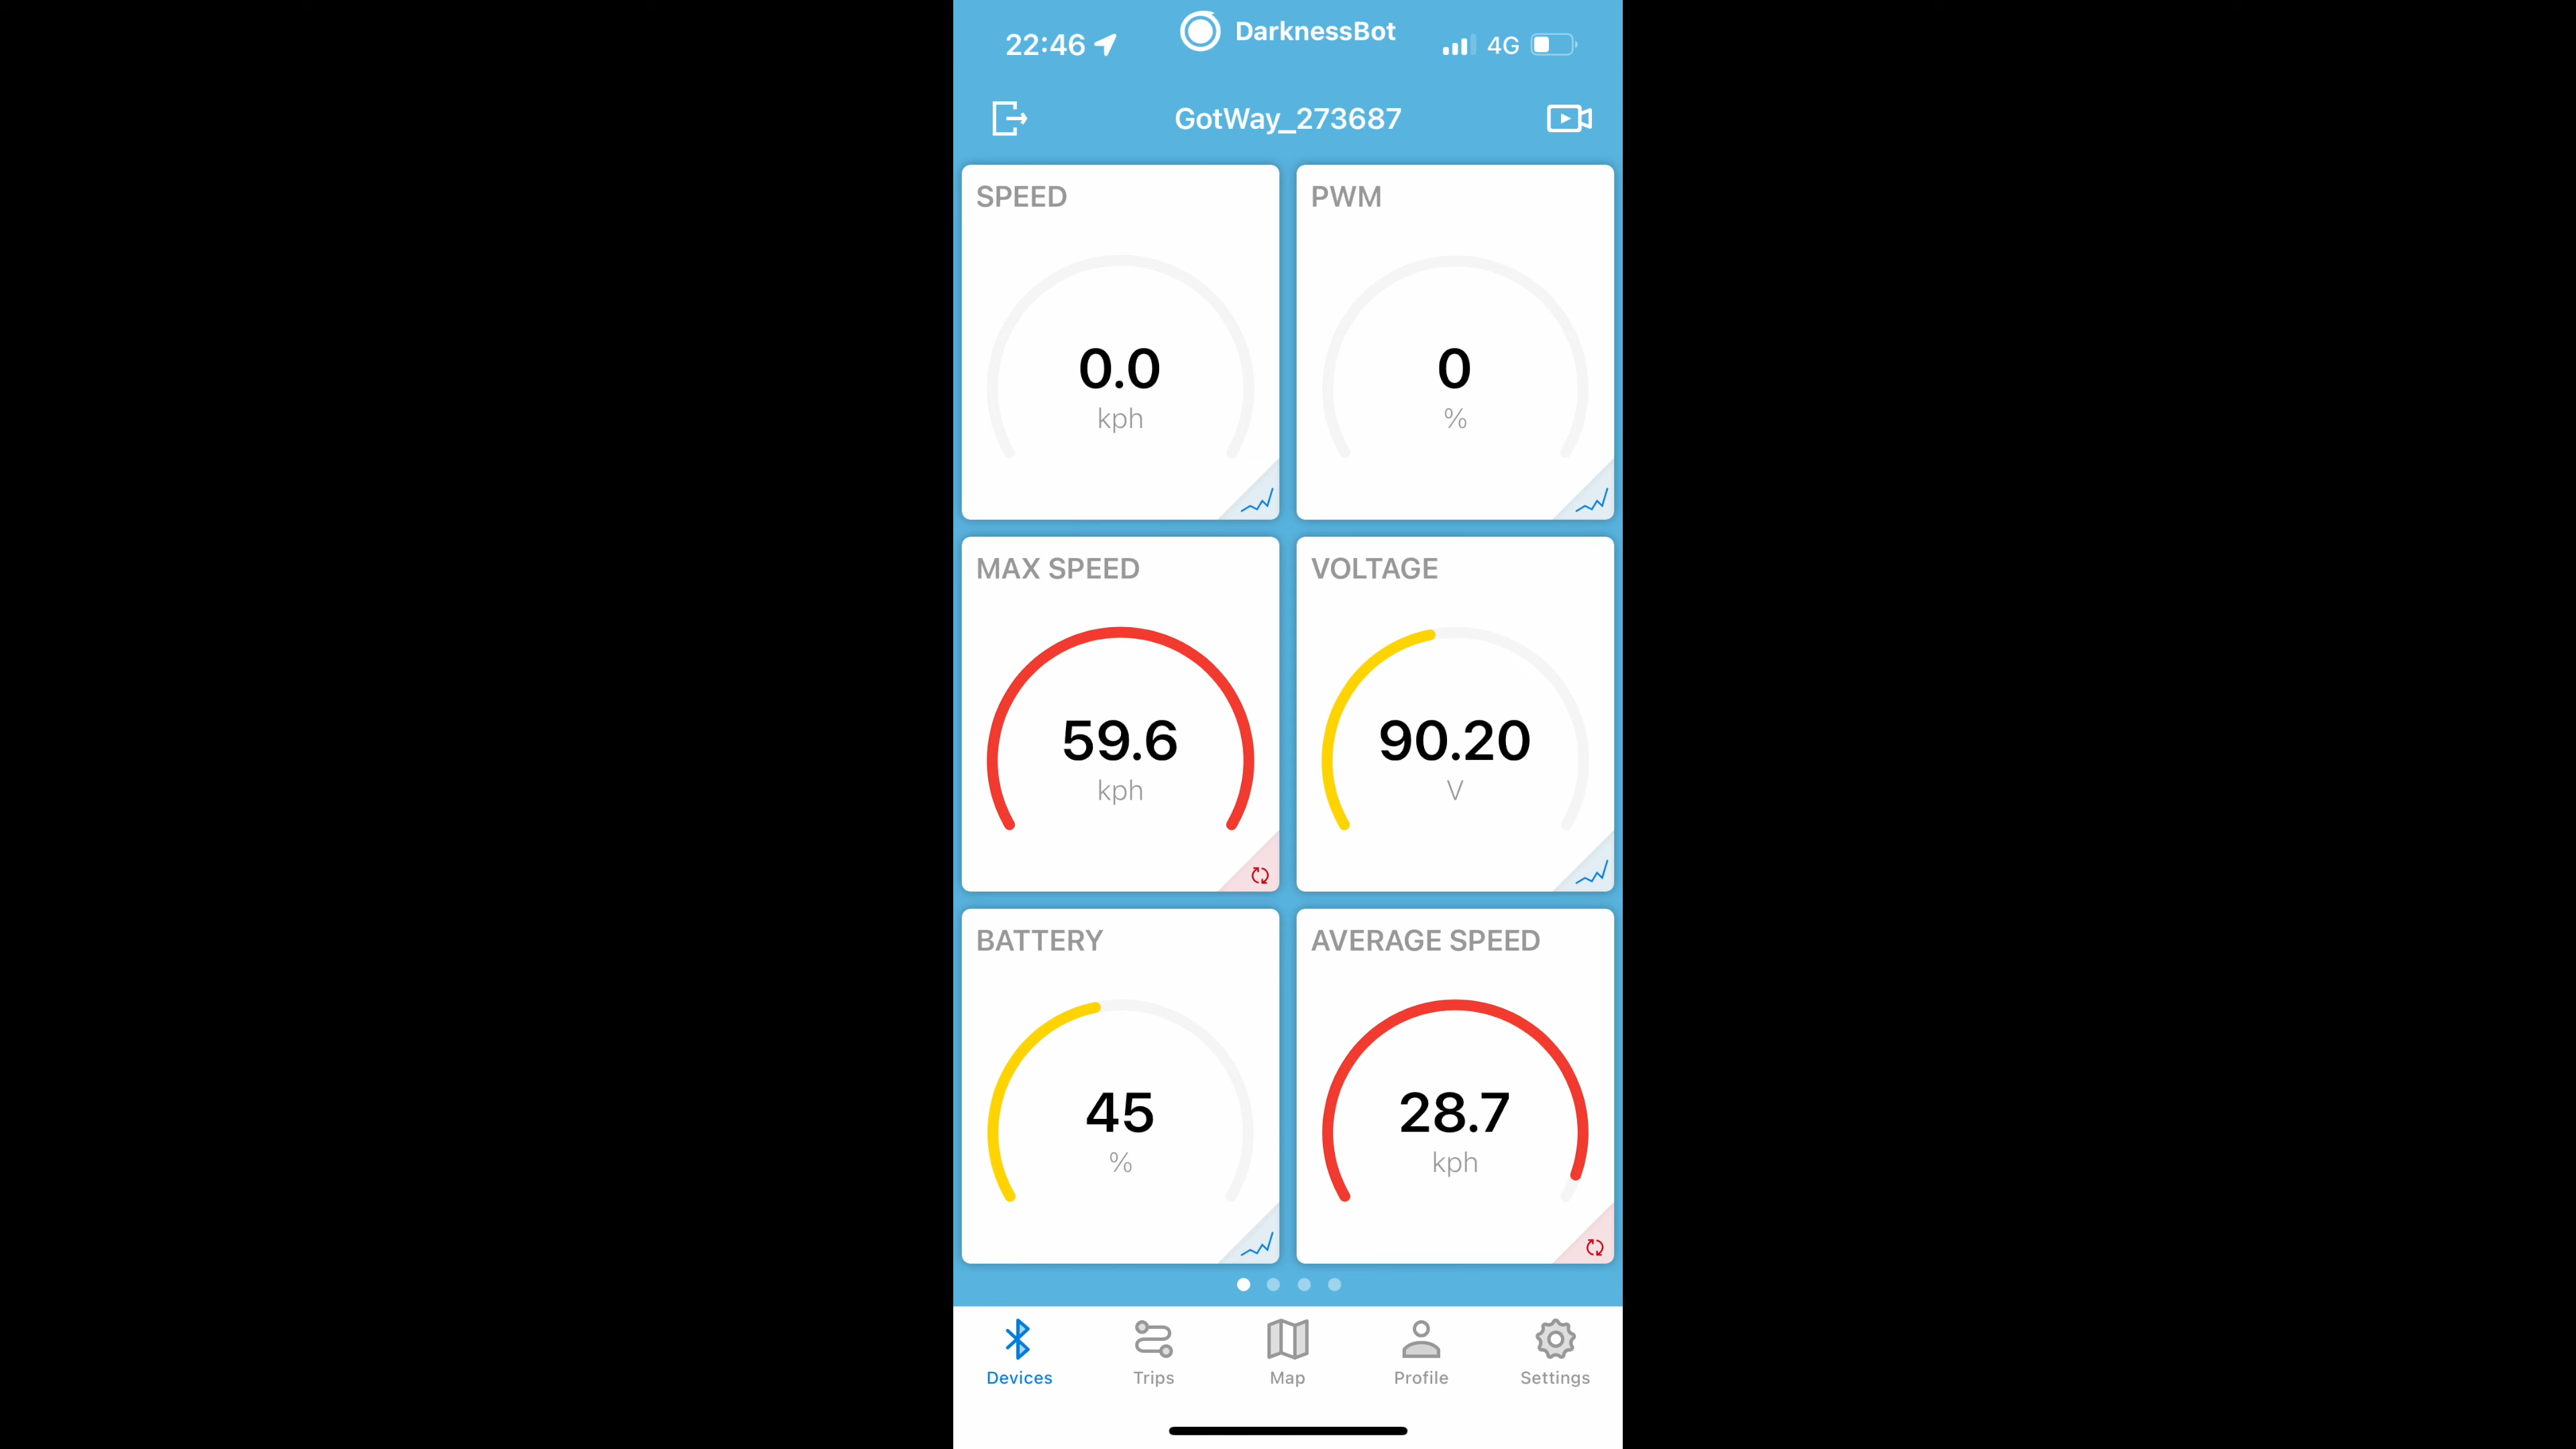 22:46
DarknessBot
4G
GotWay_273687
SPEED
0.0
kph
PWM
0
%
MAX SPEED
59.6
kph
VOLTAGE
90.20
V
BATTERY
45
%
AVERAGE SPEED
28.7
kph
Devices
Trips
Map
Profile
Settings